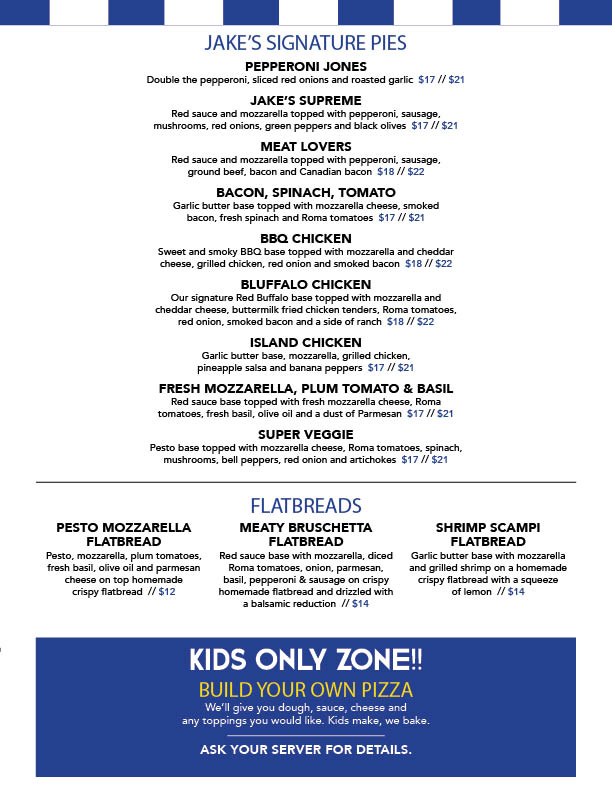 JAKE'S SIGNATURE PIES
PEPPERONI JONES
Double the pepperoni, sliced red onions and roasted garlic $17 // $21
JAKE'S SUPREME
Red sauce and mozzarella topped with pepperoni, sausage,
mushrooms, red onions, green peppers and black olives $17 // $21
MEAT LOVERS
Red sauce and mozzarella topped with pepperoni, sausage,
ground beef, bacon and Canadian bacon $18 // $22
BACON, SPINACH, TOMATO
Garlic butter base topped with mozzarella cheese, smoked
bacon, fresh spinach and Roma tomatoes $17 // $21
BBQ CHICKEN
Sweet and smoky BBQ base topped with mozzarella and cheddar
cheese, grilled chicken, red onion and smoked bacon $18 // $22
BLUFFALO CHICKEN
Our signature Red Buffalo base topped with mozzarella and
cheddar cheese, buttermilk fried chicken tenders, Roma tomatoes,
red onion, smoked bacon and a side of ranch $18 // $22
ISLAND CHICKEN
Garlic butter base, mozzarella, grilled chicken,
pineapple salsa and banana peppers $17 // $21
FRESH MOZZARELLA, PLUM TOMATO & BASIL
Red sauce base topped with fresh mozzarella cheese, Roma
tomatoes, fresh basil, olive oil and a dust of Parmesan $17 // $21
SUPER VEGGIE
Pesto base topped with mozzarella cheese, Roma tomatoes, spinach,
mushrooms, bell peppers, red onion and artichokes $17 // $21
FLATBREADS
PESTO MOZZARELLA
FLATBREAD
Pesto, mozzarella, plum tomatoes,
fresh basil, olive oil and parmesan
cheese on top homemade
crispy flatbread // $12
MEATY BRUSCHETTA
FLATBREAD
Red sauce base with mozzarella, diced
Roma tomatoes, onion, parmesan,
basil, pepperoni & sausage on crispy
homemade flatbread and drizzled with
a balsamic reduction // $14
SHRIMP SCAMPI
FLATBREAD
Garlic butter base with mozzarella
and grilled shrimp on a homemade
crispy flatbread with a squeeze
of lemon // $14
KIDS ONLY ZONE!!
BUILD YOUR OWN PIZZA
We'll give you dough, sauce, cheese and
any toppings you would like. Kids make, we bake.
ASK YOUR SERVER FOR DETAILS.